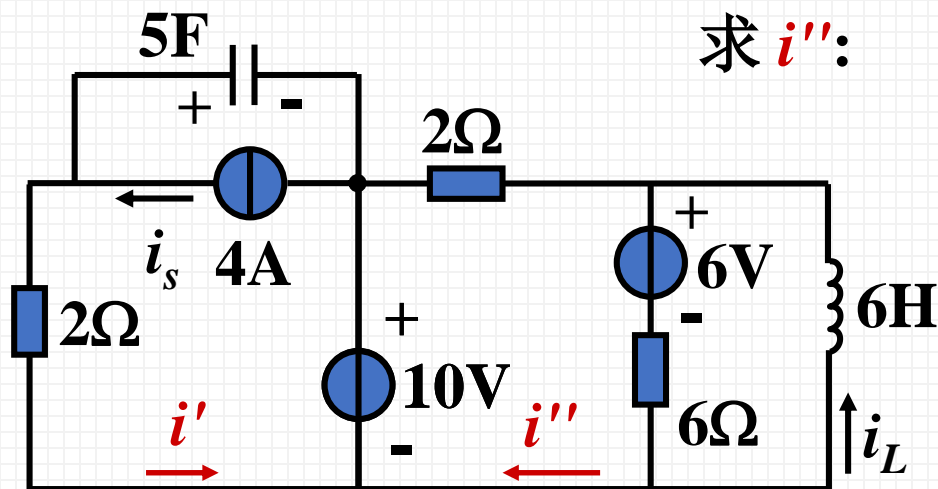 5F
求 i″:
+ -
2Ω
i_s
4A
+
6V
-
6H
2Ω
+
10V
-
6Ω
i′
i″
i_L